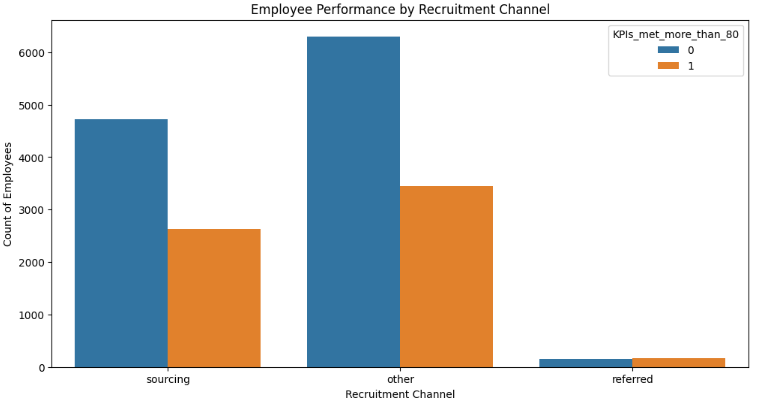 Employee Performance by Recruitment Channel
KPIs_met_more_than_80
0
1
6000
5000
4000
3000
2000
1000
0
Count of Employees
sourcing
other
referred
Recruitment Channel